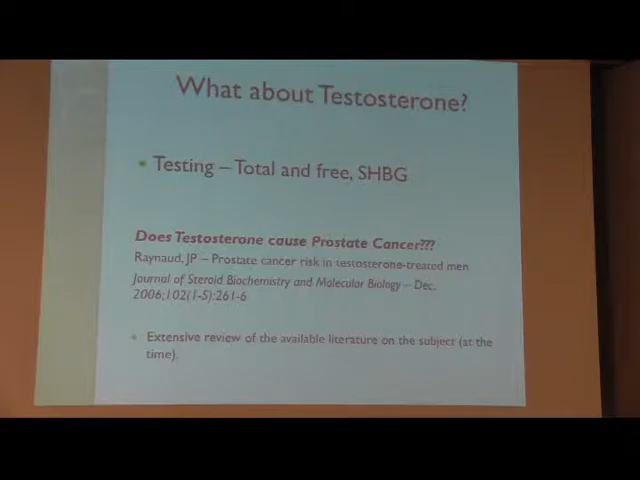 What about Testosterone?
Testing – Total and free, SHBG
Does Testosterone cause Prostate Cancer???
Raynaud, JP – Prostate cancer risk in testosterone-treated men
Journal of Steroid Biochemistry and Molecular Biology – Dec.
2006;102(1-5):261-6
Extensive review of the available literature on the subject (at the
time).